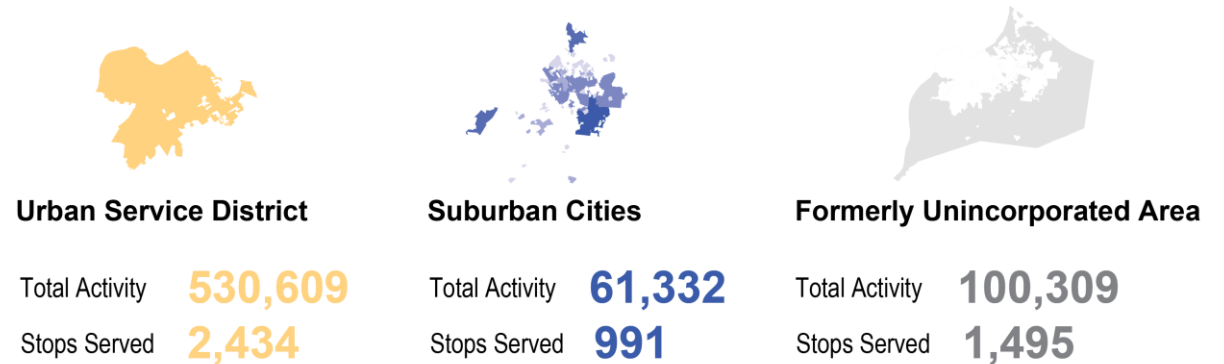 Urban Service District
Total Activity 530,609
Stops Served 2,434
Suburban Cities
Total Activity 61,332
Stops Served 991
Formerly Unincorporated Area
Total Activity 100,309
Stops Served 1,495